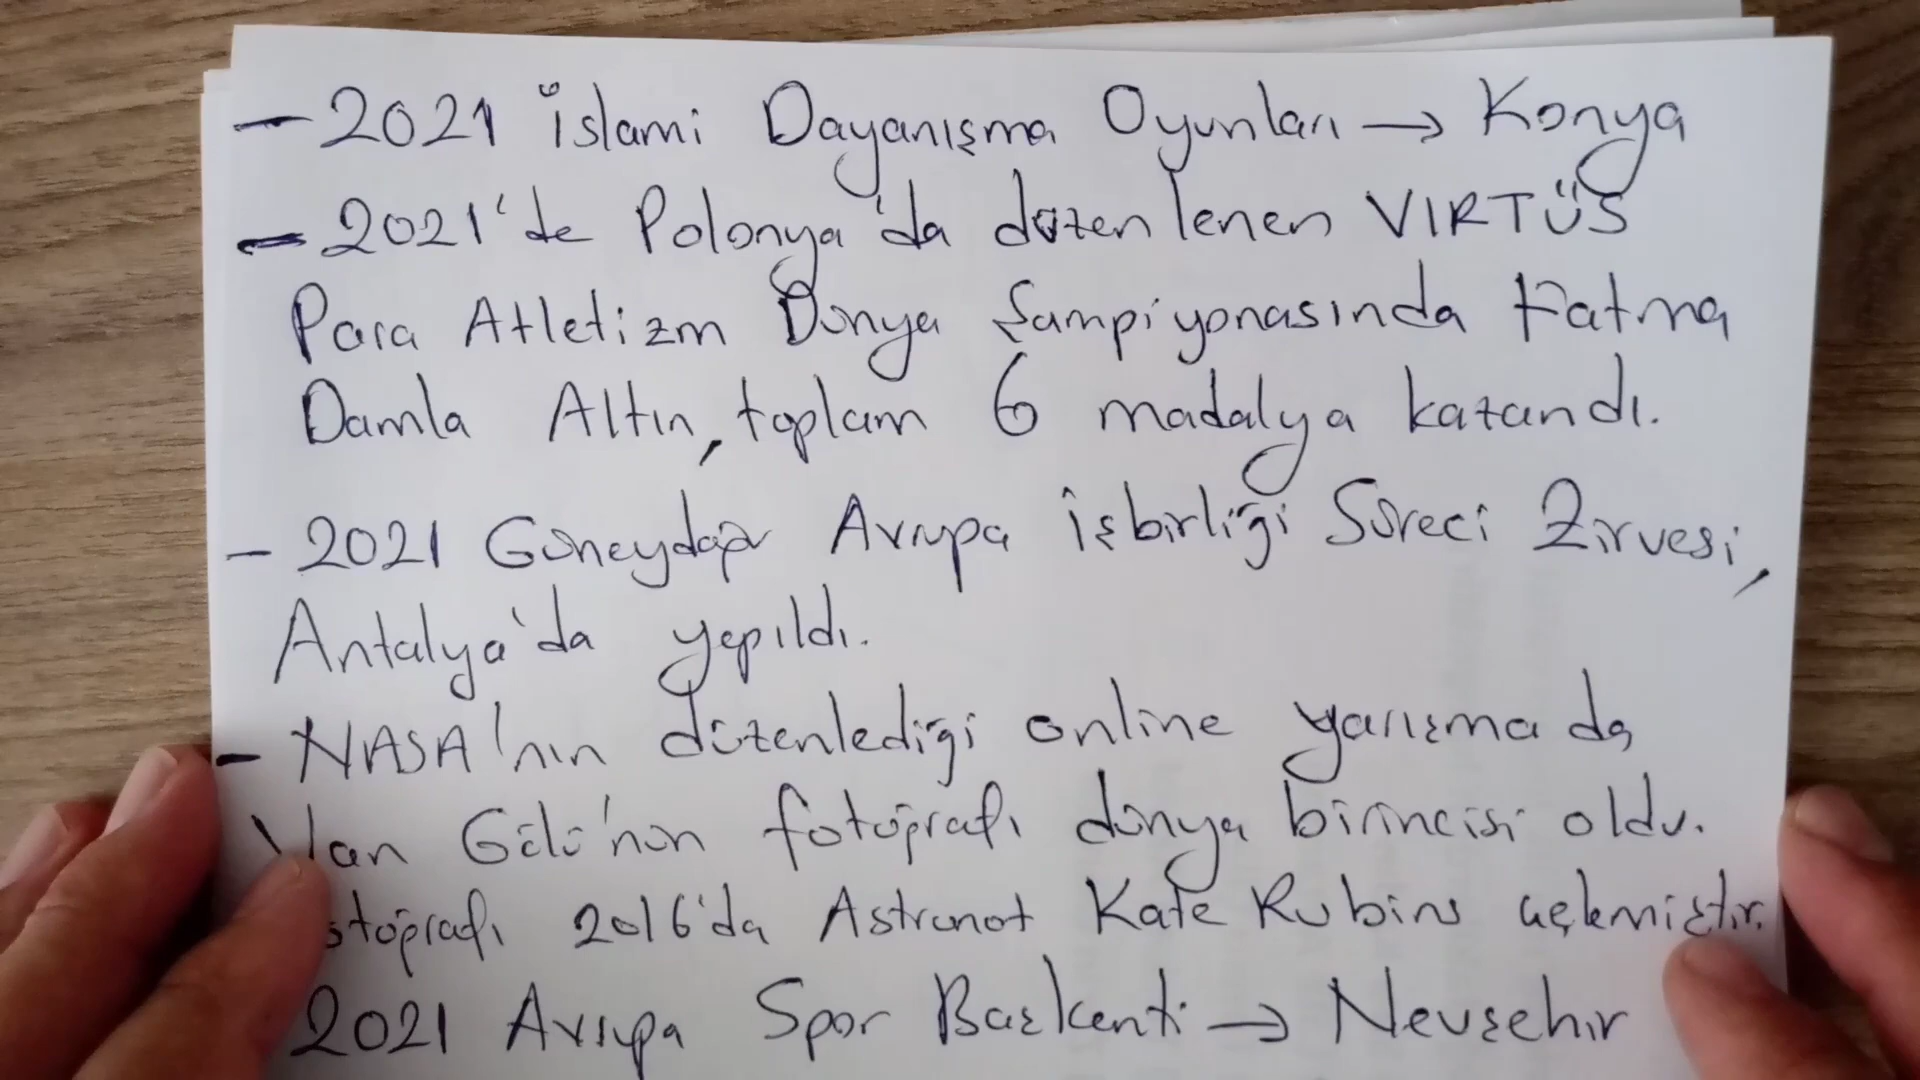 - 2021 İslami Dayanışma Oyunları → Konya
- 2021'de Polonya'da düzenlenen VIRTÜS
Para Atletizm Dünya Şampiyonasında Fatma
Damla Altın, toplam 6 madalya kazandı.
- 2021 Güneydoğu Avrupa İşbirliği Süreci Zirvesi,
Antalya'da yapıldı.
- NASA'nın düzenlediği online yarışmada
Van Gölü'nün fotoğrafı dünya birincisi oldu.
2016'da Astronot Kate Rubins
2021 Avrupa Spor Başkenti → Nevşehir